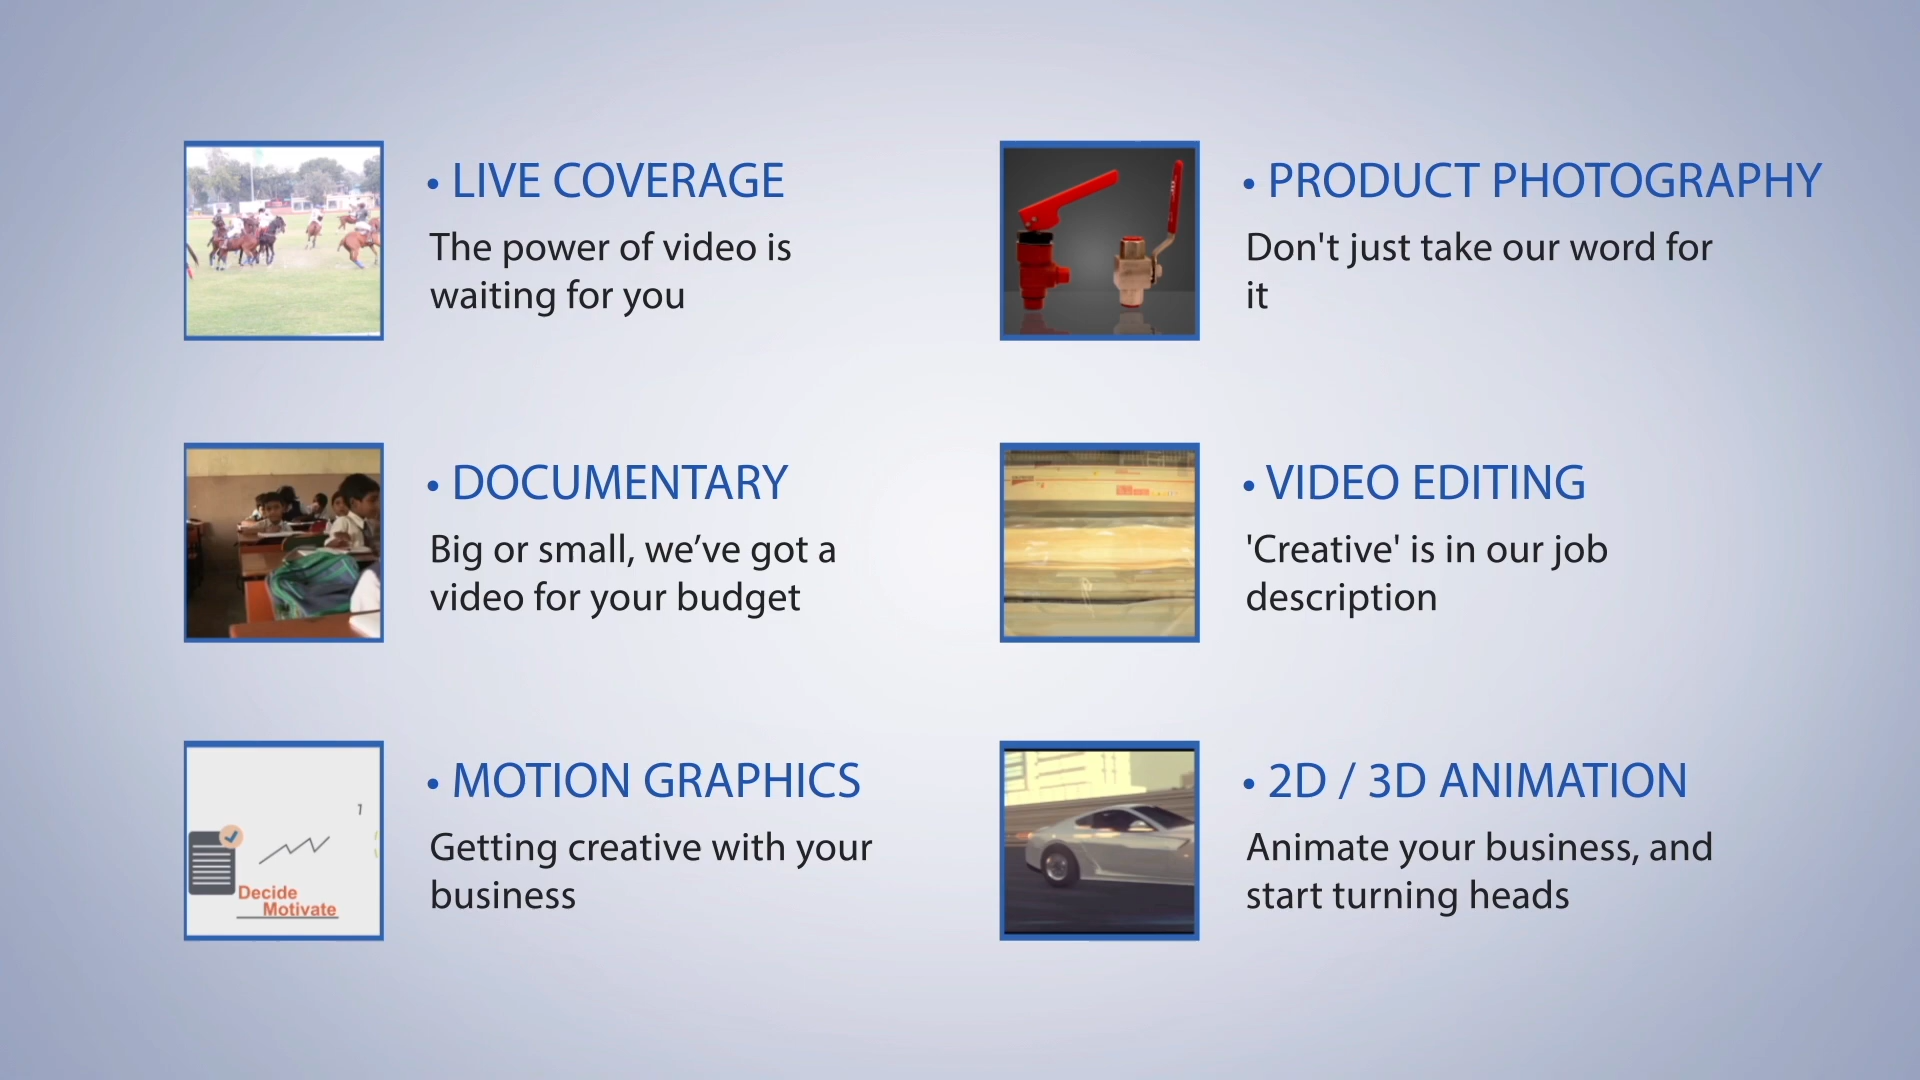 • LIVE COVERAGE
The power of video is
waiting for you
• PRODUCT PHOTOGRAPHY
Don't just take our word for
it
• DOCUMENTARY
Big or small, we’ve got a
video for your budget
• VIDEO EDITING
'Creative' is in our job
description
• MOTION GRAPHICS
Getting creative with your
business
Decide
Motivate
• 2D / 3D ANIMATION
Animate your business, and
start turning heads